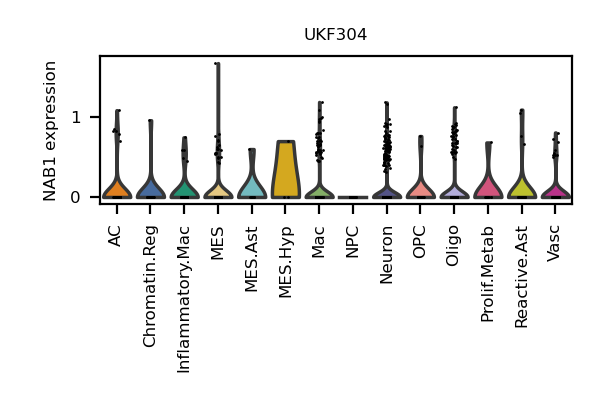 UKF304
NAB1 expression
1
0
AC
Chromatin.Reg
Inflammatory.Mac
MES
MES.Ast
MES.Hyp
Mac
NPC
Neuron
OPC
Oligo
Prolif.Metab
Reactive.Ast
Vasc